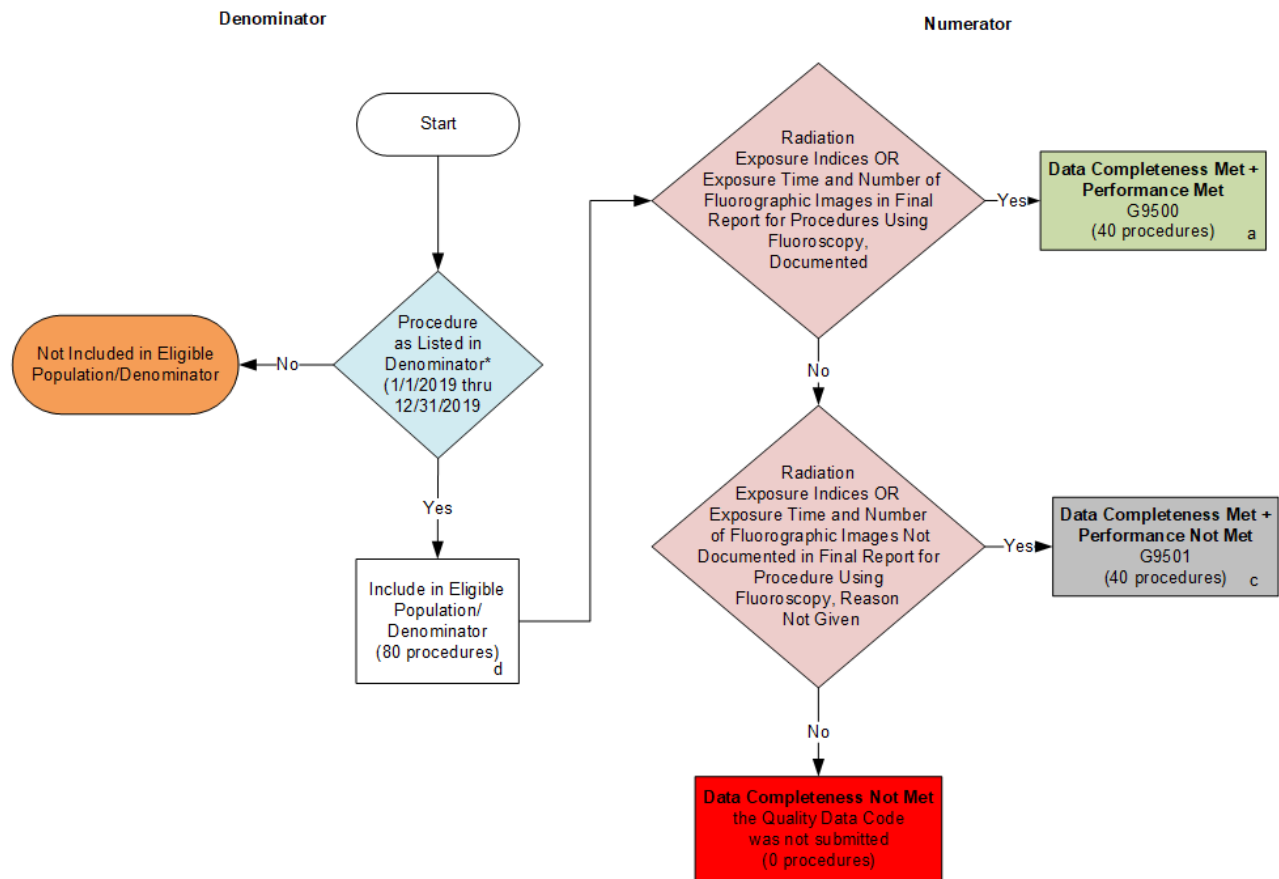 Denominator
Numerator
Start
Procedure
as Listed in
Denominator*
(1/1/2019 thru
12/31/2019
No
Not Included in Eligible
Population/Denominator
Yes
Include in Eligible
Population/
Denominator
(80 procedures)
d
Radiation
Exposure Indices OR
Exposure Time and Number of
Fluorographic Images in Final
Report for Procedures Using
Fluoroscopy,
Documented
Yes
Data Completeness Met +
Performance Met
G9500
(40 procedures)
a
No
Radiation
Exposure Indices OR
Exposure Time and Number
of Fluorographic Images Not
Documented in Final Report for
Procedure Using
Fluoroscopy, Reason
Not Given
Yes
Data Completeness Met +
Performance Not Met
G9501
(40 procedures)
c
No
Data Completeness Not Met
the Quality Data Code
was not submitted
(0 procedures)